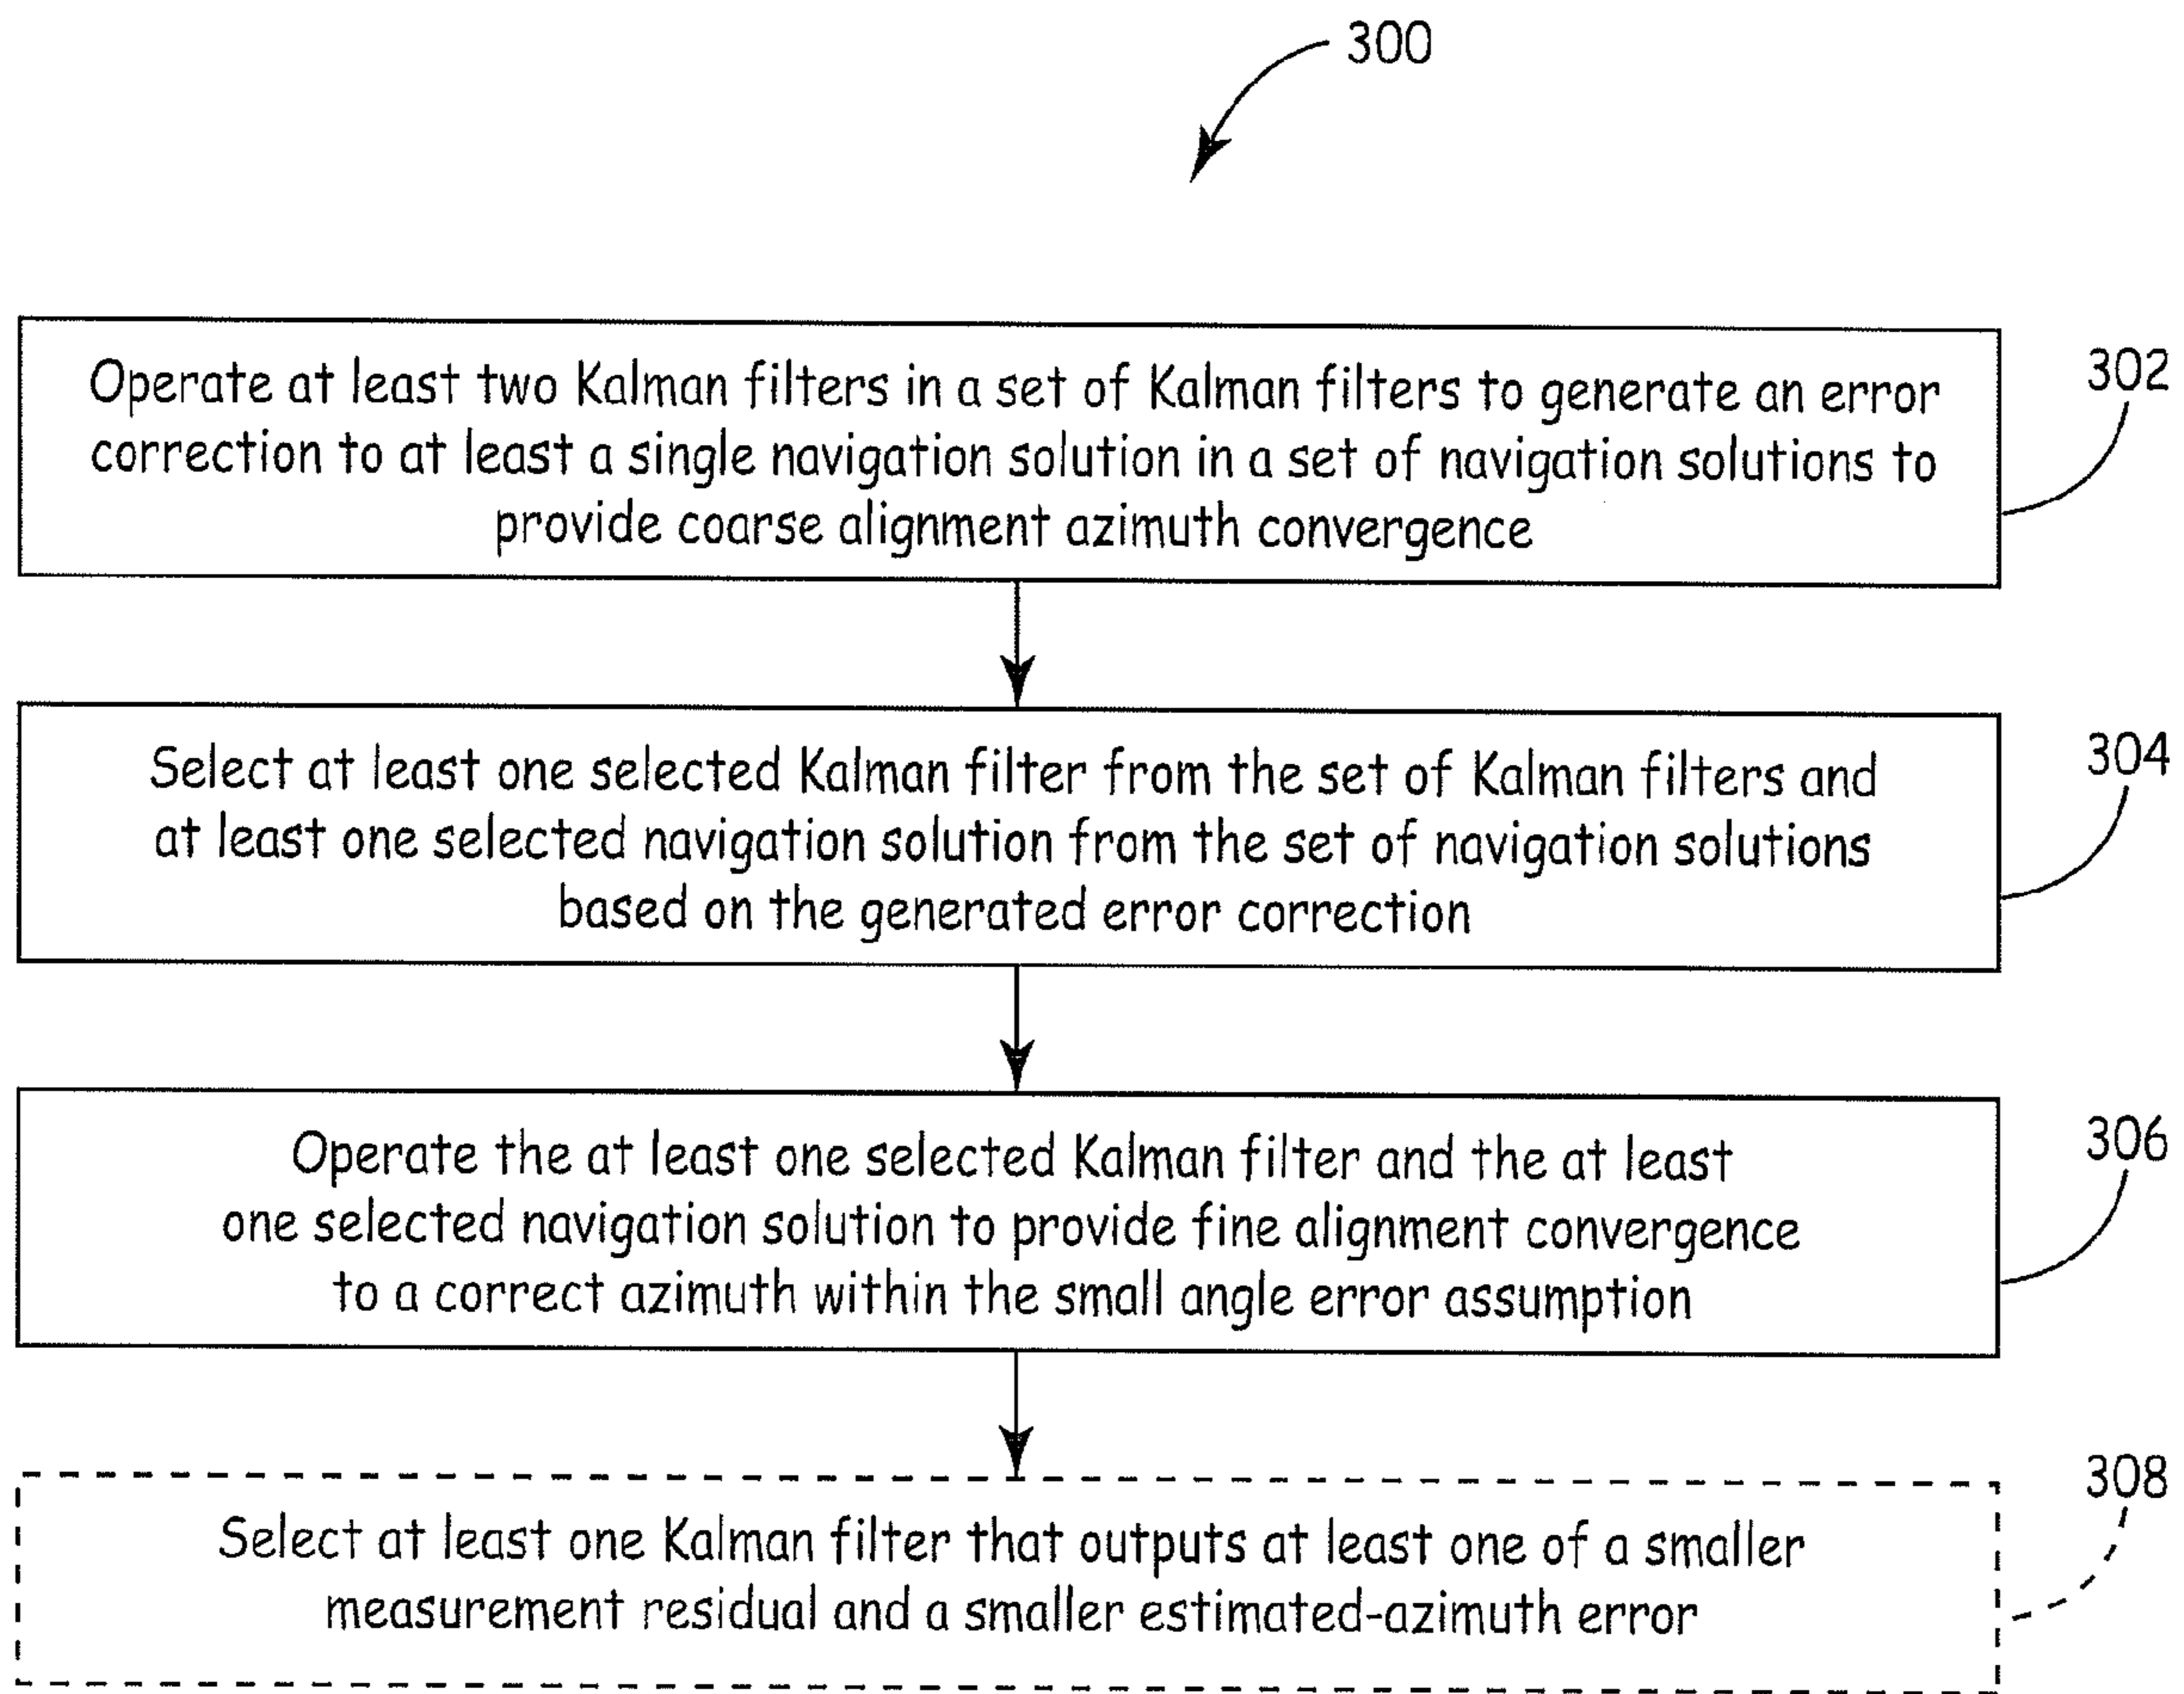 300
Operate at least two Kalman filters in a set of Kalman filters to generate an error
correction to at least a single navigation solution in a set of navigation solutions to
provide coarse alignment azimuth convergence
302
Select at least one selected Kalman filter from the set of Kalman filters and
at least one selected navigation solution from the set of navigation solutions
based on the generated error correction
304
Operate the at least one selected Kalman filter and the at least
one selected navigation solution to provide fine alignment convergence
to a correct azimuth within the small angle error assumption
306
Select at least one Kalman filter that outputs at least one of a smaller
measurement residual and a smaller estimated-azimuth error
308